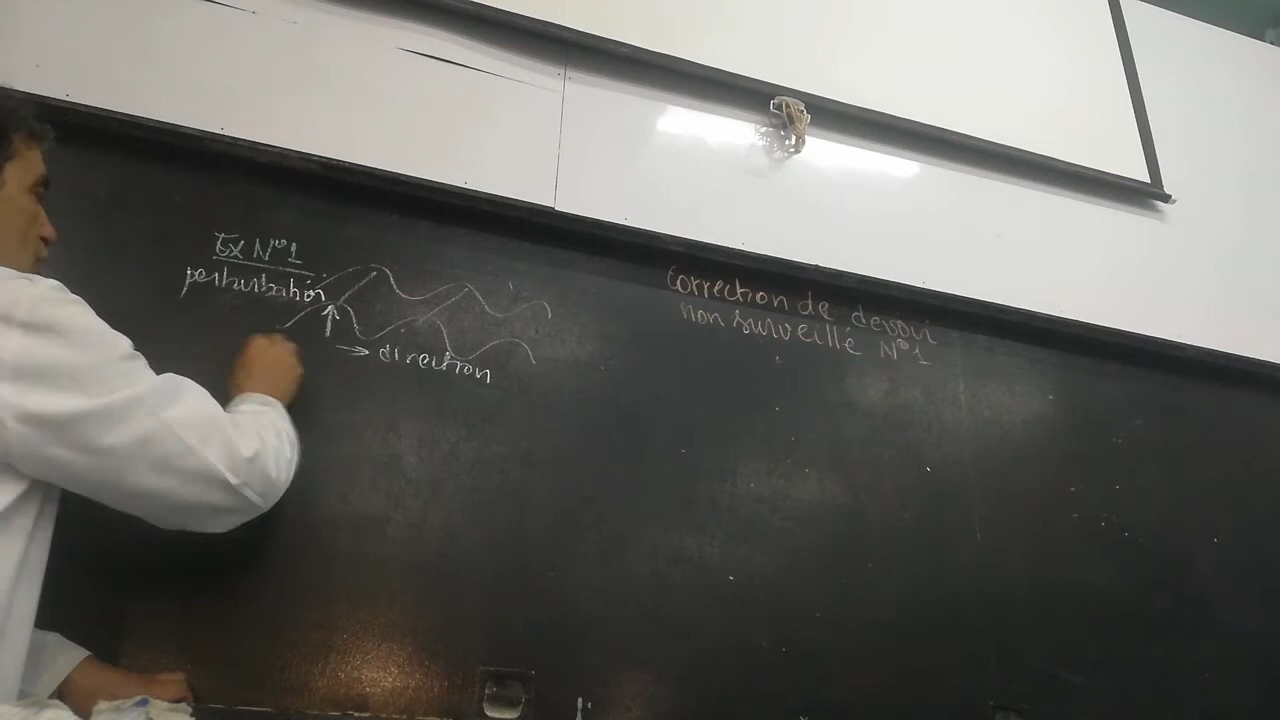 Ex N°1
perturbation
→ direction
Correction de devoir
non surveillé N°1